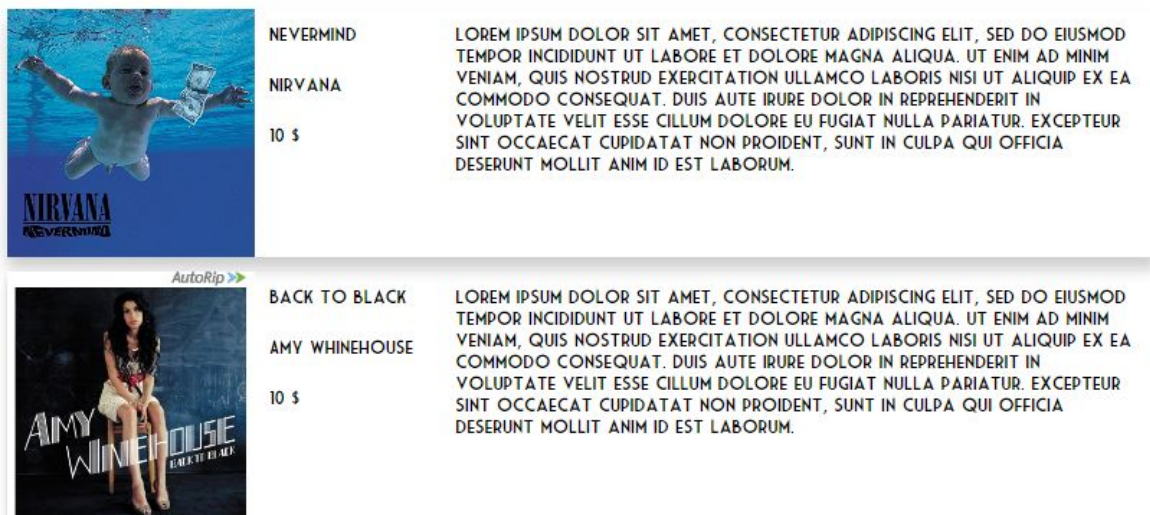 NEVERMIND
NIRVANA
10 $
LOREM IPSUM DOLOR SIT AMET, CONSECTETUR ADIPISCING ELIT, SED DO EIUSMOD
TEMPOR INCIDIDUNT UT LABORE ET DOLORE MAGNA ALIQUA. UT ENIM AD MINIM
VENIAM, QUIS NOSTRUD EXERCITATION ULLAMCO LABORIS NISI UT ALIQUIP EX EA
COMMODO CONSEQUAT. DUIS AUTE IRURE DOLOR IN REPREHENDERIT IN
VOLUPTATE VELIT ESSE CILLUM DOLORE EU FUGIAT NULLA PARIATUR. EXCEPTEUR
SINT OCCAECAT CUPIDATAT NON PROIDENT, SUNT IN CULPA QUI OFFICIA
DESERUNT MOLLIT ANIM ID EST LABORUM.
NIRVANA
NEVERMIND
AutoRip
BACK TO BLACK
AMY WHINEHOUSE
10 $
LOREM IPSUM DOLOR SIT AMET, CONSECTETUR ADIPISCING ELIT, SED DO EIUSMOD
TEMPOR INCIDIDUNT UT LABORE ET DOLORE MAGNA ALIQUA. UT ENIM AD MINIM
VENIAM, QUIS NOSTRUD EXERCITATION ULLAMCO LABORIS NISI UT ALIQUIP EX EA
COMMODO CONSEQUAT. DUIS AUTE IRURE DOLOR IN REPREHENDERIT IN
VOLUPTATE VELIT ESSE CILLUM DOLORE EU FUGIAT NULLA PARIATUR. EXCEPTEUR
SINT OCCAECAT CUPIDATAT NON PROIDENT, SUNT IN CULPA QUI OFFICIA
DESERUNT MOLLIT ANIM ID EST LABORUM.
AMY
WINEHOUSE
BACK TO BLACK